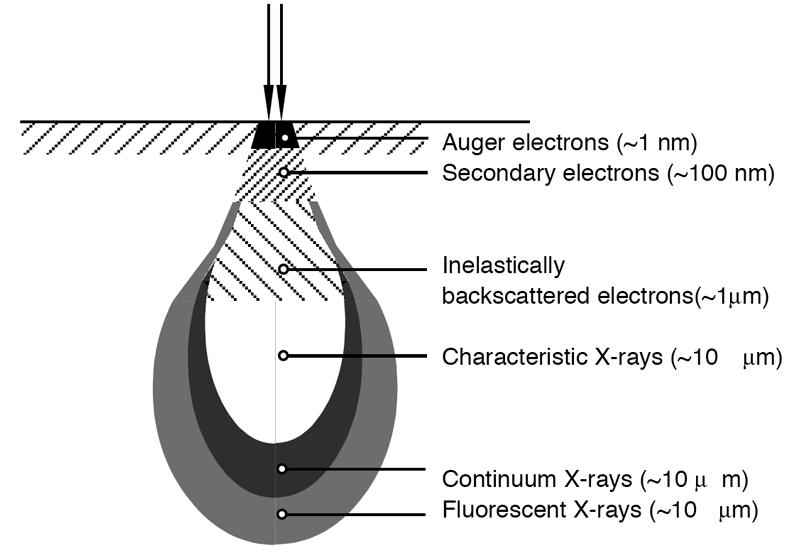 Auger electrons (~1 nm)
Secondary electrons (~100 nm)
Inelastically
backscattered electrons(~1μm)
Characteristic X-rays (~10 μm)
Continuum X-rays (~10 μ m)
Fluorescent X-rays (~10 μm)